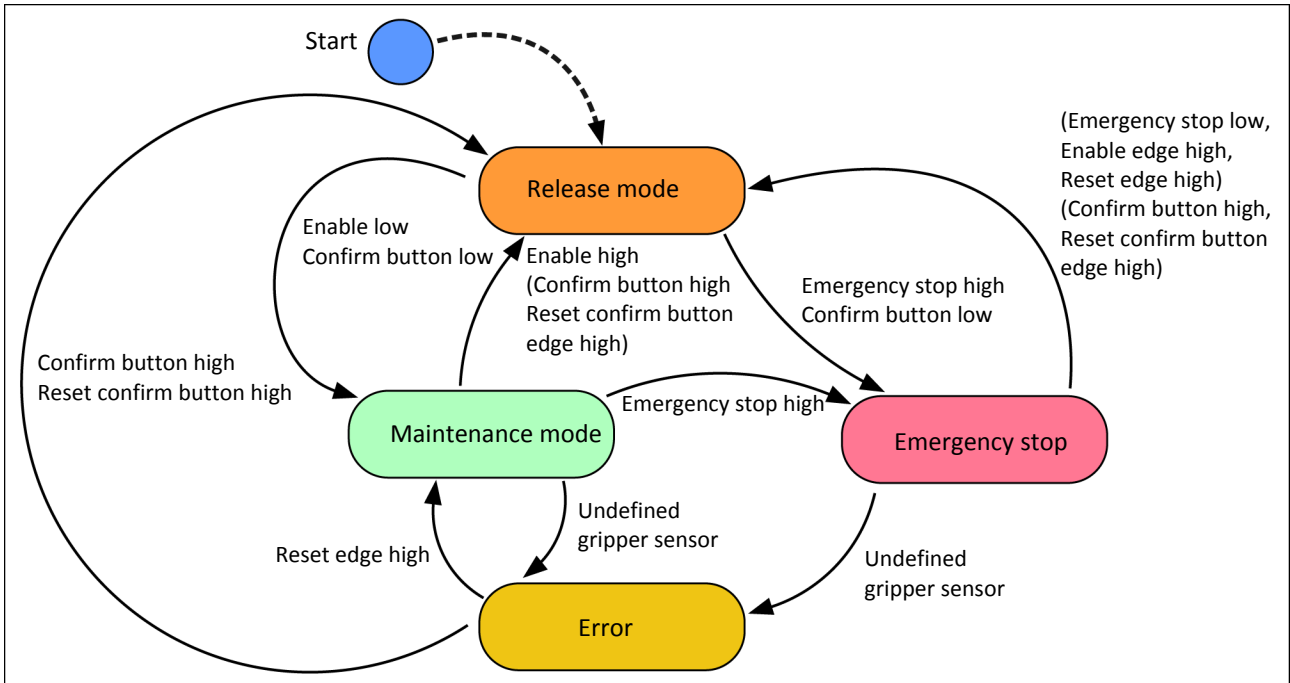 Start
(Emergency stop low,
Enable edge high,
Reset edge high)
(Confirm button high,
Reset confirm button
edge high)
Release mode
Enable low
Confirm button low
Enable high
(Confirm button high
Reset confirm button
edge high)
Emergency stop high
Confirm button low
Confirm button high
Reset confirm button high
Emergency stop high
Maintenance mode
Emergency stop
Undefined
gripper sensor
Reset edge high
Undefined
gripper sensor
Error